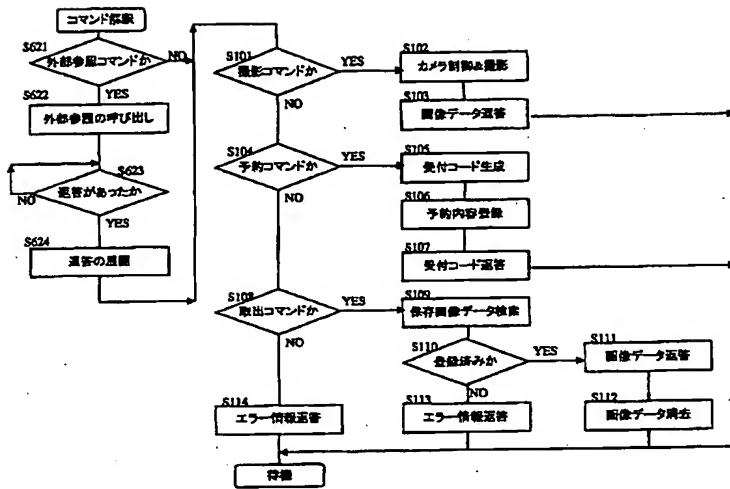 コマンド解釈
S621
外部参照コマンドか
NO
YES
S622
外部参照の呼び出し
S623
返答があったか
NO
YES
S624
返答の展開
S101
撮影コマンドか
YES
NO
S102
カメラ制御&撮影
S103
画像データ返答
S104
予約コマンドか
YES
NO
S105
受付コード生成
S106
予約内容登録
S107
受付コード返答
S108
取出コマンドか
YES
NO
S109
保存画像データ検索
S110
登録済みか
YES
NO
S111
画像データ返答
S112
画像データ消去
S113
エラー情報返答
S114
エラー情報返答
待機